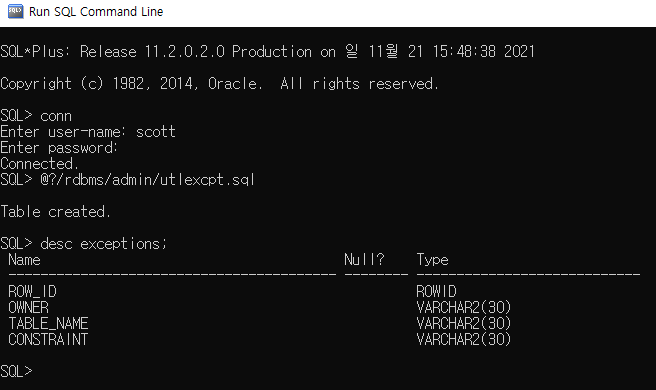 Run SQL Command Line
SQL*Plus: Release 11.2.0.2.0 Production on 일 11월 21 15:48:38 2021
Copyright (c) 1982, 2014, Oracle.  All rights reserved.
SQL> conn
Enter user-name: scott
Enter password:
Connected.
SQL> @?/rdbms/admin/utlexcpt.sql
Table created.
SQL> desc exceptions;
 Name                                      Null?    Type
 ----------------------------------------- -------- ----------------------------
 ROW_ID                                             ROWID
 OWNER                                              VARCHAR2(30)
 TABLE_NAME                                         VARCHAR2(30)
 CONSTRAINT                                         VARCHAR2(30)
SQL>